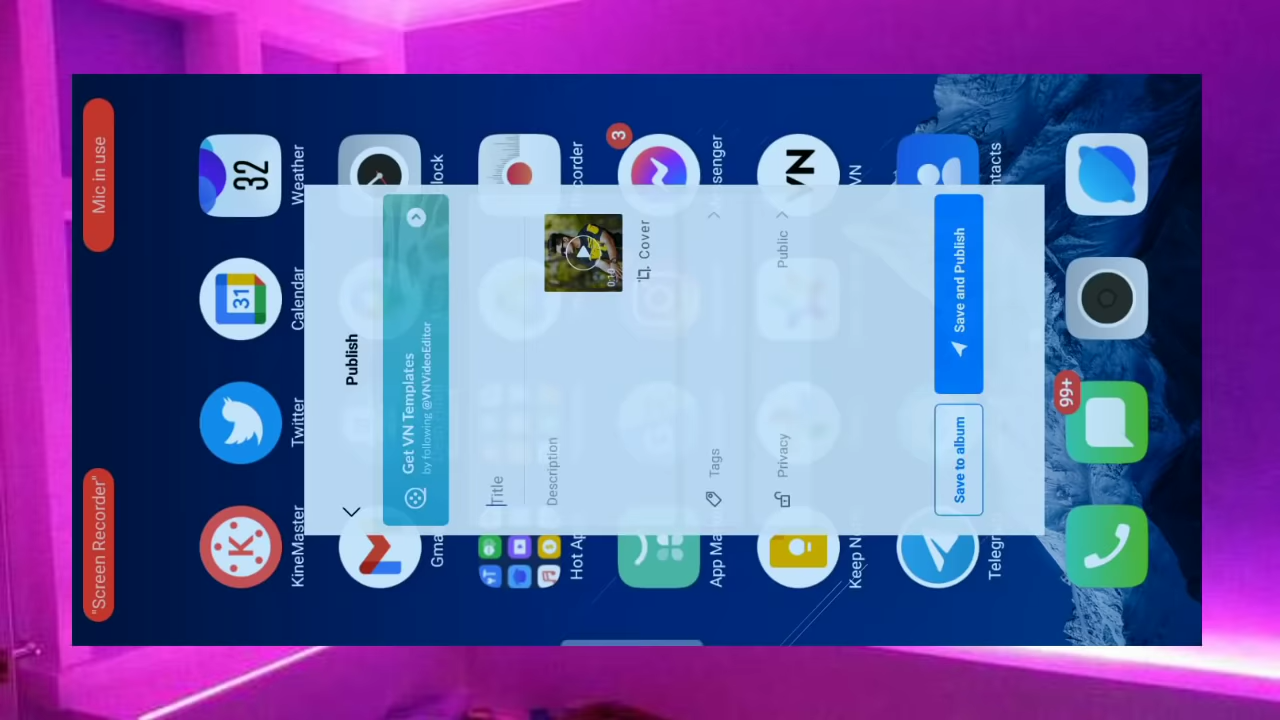 "Screen Recorder"
Mic in use
32
31
KineMaster
Twitter
Calendar
Weather
3
VN
Gma
lock
Hot Ap
corder
App Ma
senger
Keep N
VN
Telegr
ntacts
99+
Publish
Get VN Templates
by following @VNVideoEditor
Title
Description
Cover
Tags
Privacy
Public
Save to album
Save and Publish